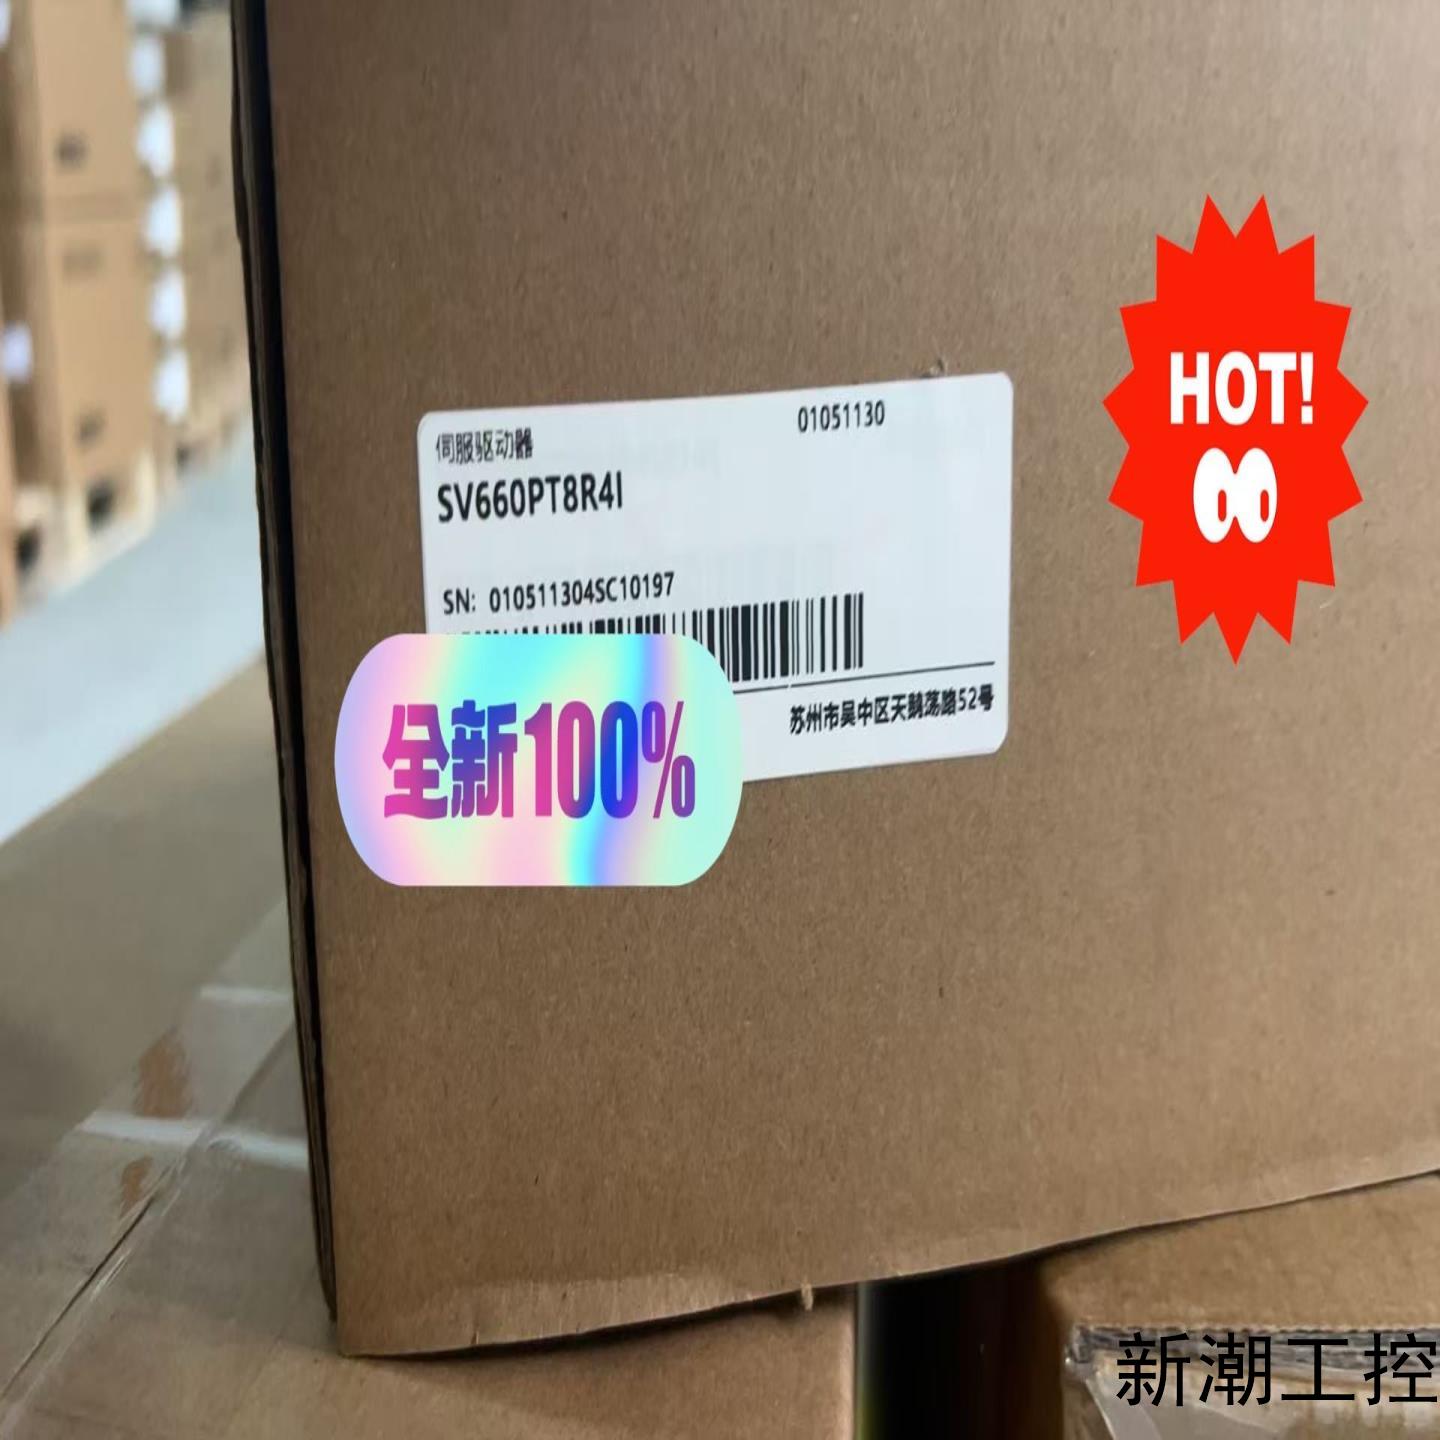 伺服驱动器
01051130
SV660PT8R4I
SN: 010511304SC10197
苏州市吴中区天鹅荡路52号
全新100%
HOT!
新潮工控